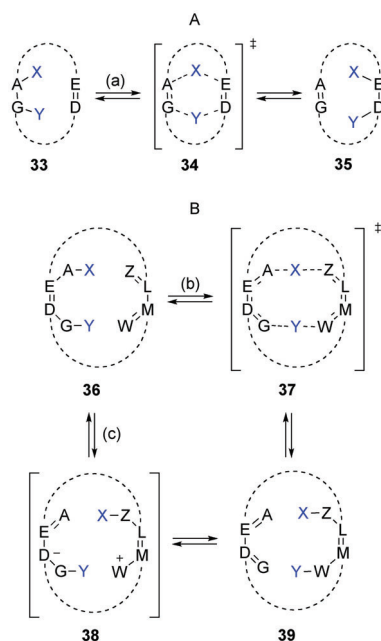 A
‡
X X X
A E (a) A E A E
G D G D G D
Y Y Y
33 34 35
B
‡
A–X Z (b) A X Z
E L E L
D M D M
G–Y W G Y W
36 37
(c)
A X–Z A X–Z
E L E L
D– M D M
G–Y W+ G Y–W
38 39